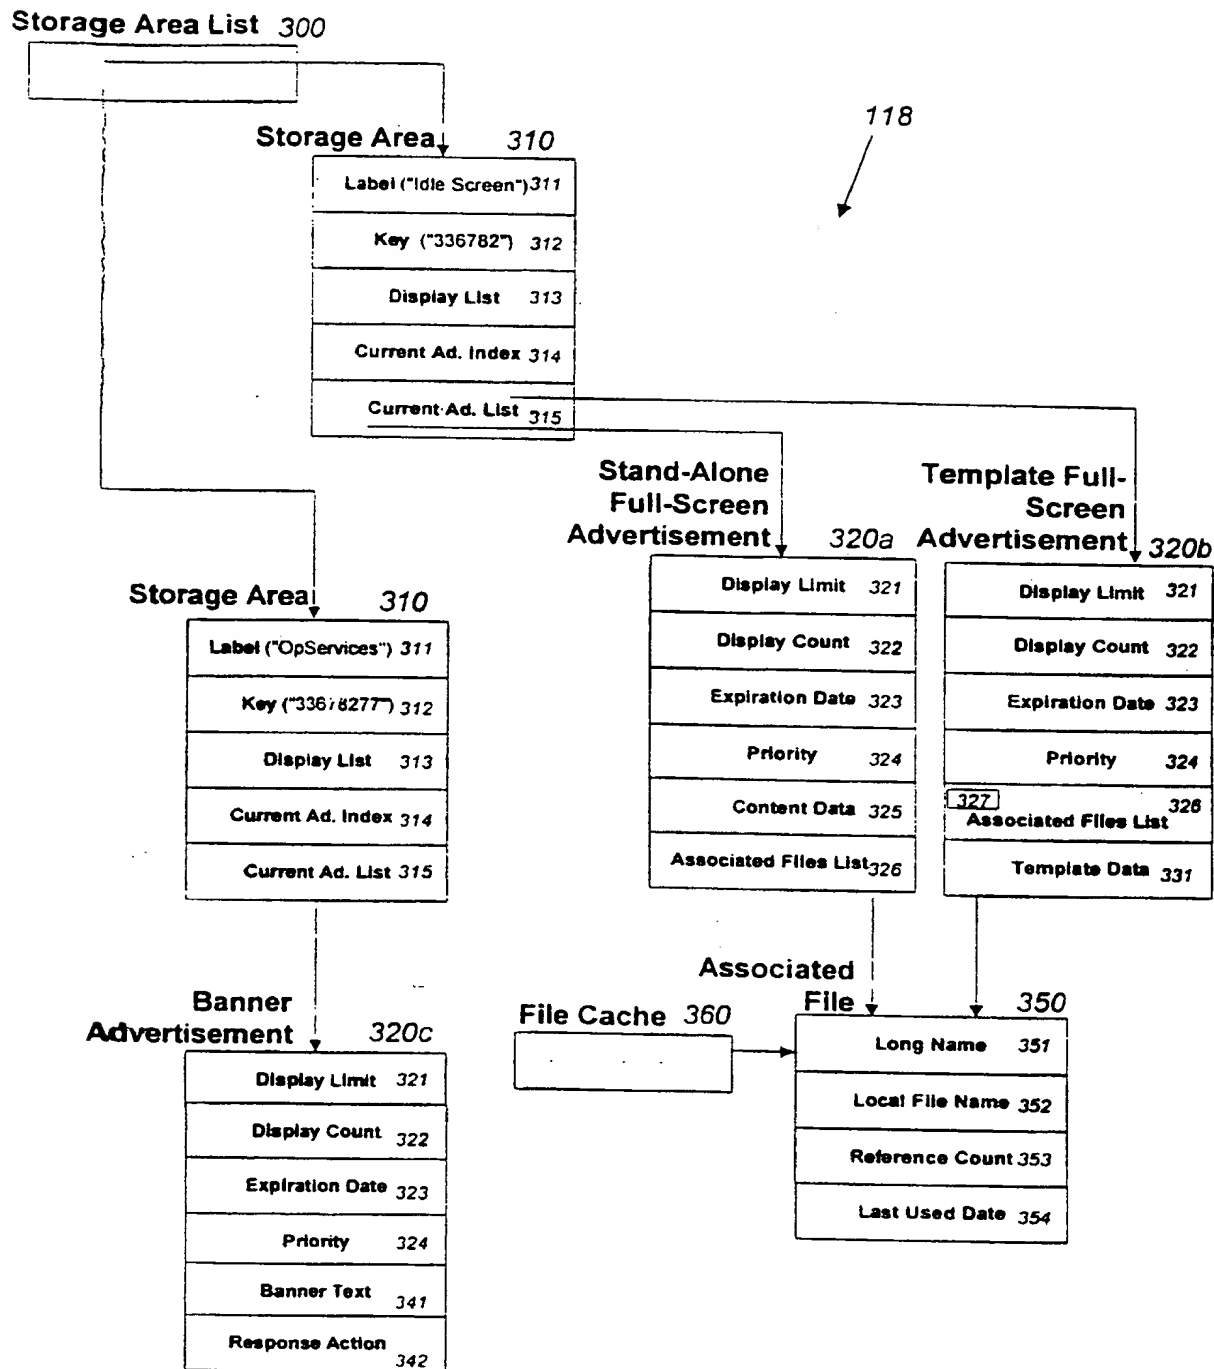 Storage Area List 300
118
Storage Area 310
Label ("Idle Screen") 311
Key ("336782") 312
Display List 313
Current Ad. Index 314
Current Ad. List 315
Stand-Alone
Full-Screen
Advertisement 320a
Display Limit 321
Display Count 322
Expiration Date 323
Priority 324
Content Data 325
Associated Files List 326
Template Full-
Screen
Advertisement 320b
Display Limit 321
Display Count 322
Expiration Date 323
Priority 324
327 326
Associated Files List
Template Data 331
Storage Area 310
Label ("OpServices") 311
Key ("33678277") 312
Display List 313
Current Ad. Index 314
Current Ad. List 315
Banner
Advertisement 320c
Display Limit 321
Display Count 322
Expiration Date 323
Priority 324
Banner Text 341
Response Action 342
File Cache 360
Associated
File 350
Long Name 351
Local File Name 352
Reference Count 353
Last Used Date 354